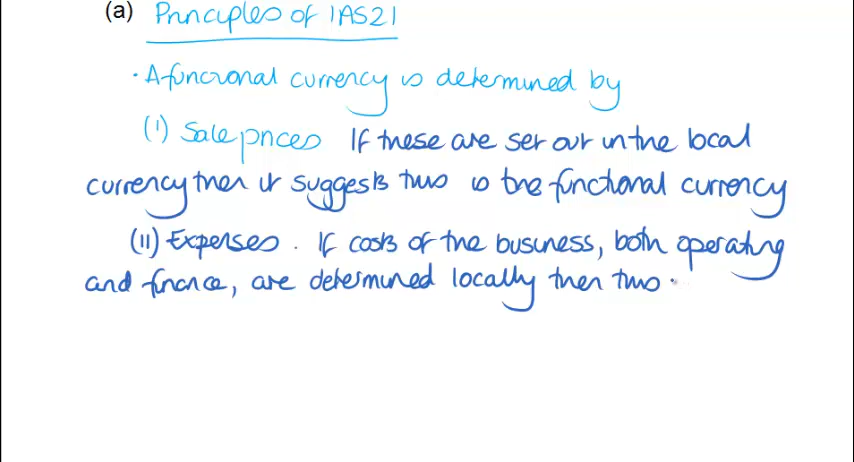 (a) Principles of IAS21
· A functional currency is determined by
(i) Sale prices If these are set out in the local
currency then it suggests this is the functional currency
(ii) Expenses. If costs of the business, both operating
and finance, are determined locally then this